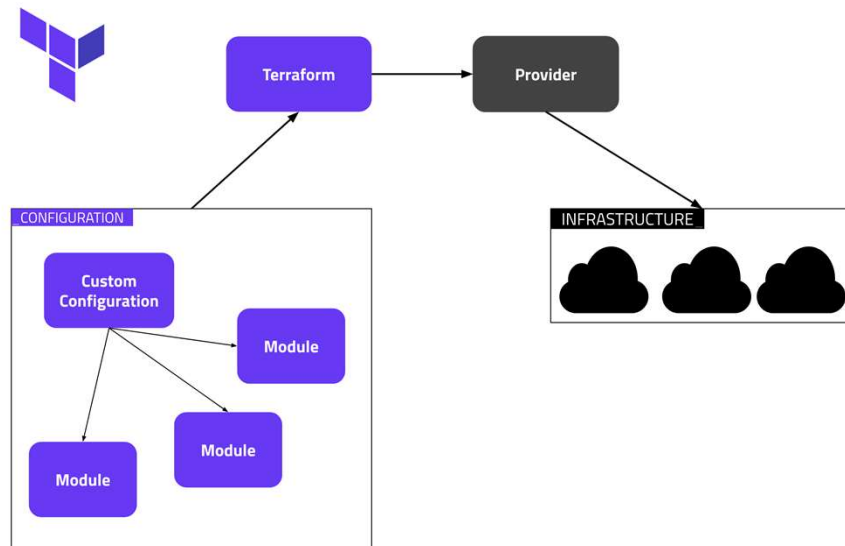 Terraform
Provider
_CONFIGURATION
INFRASTRUCTURE_
Custom
Configuration
Module
Module
Module